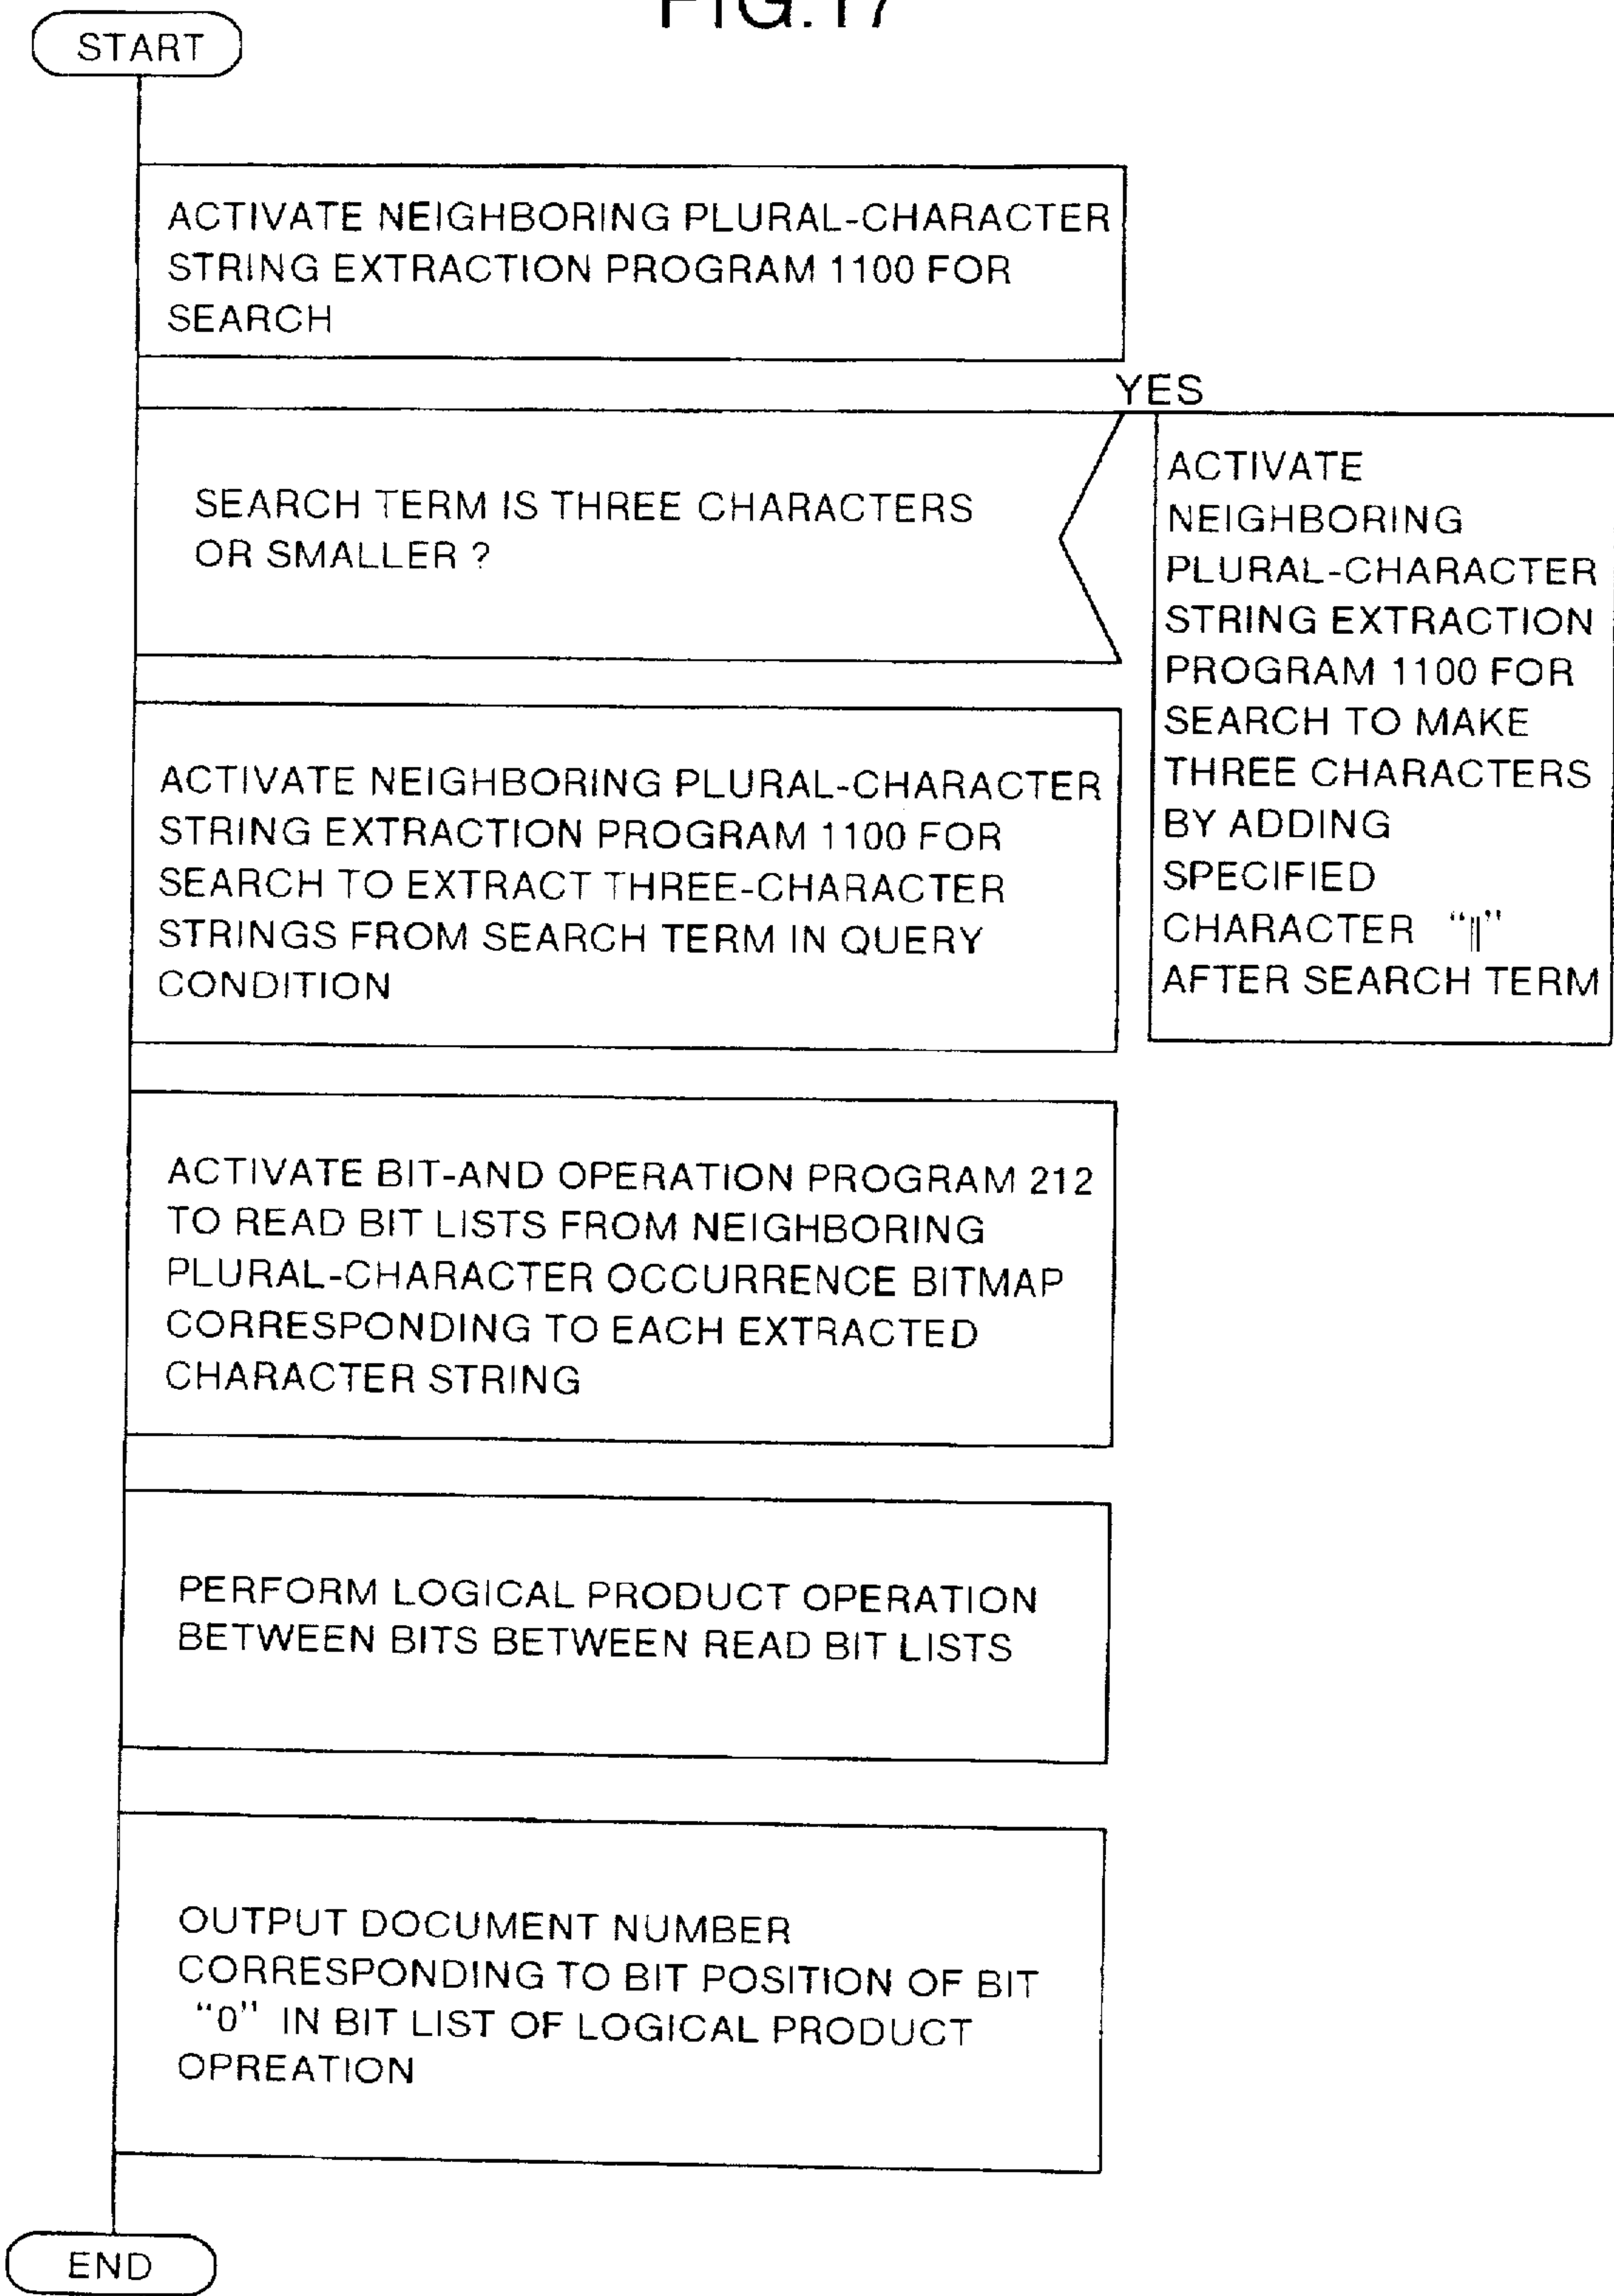 FIG.17
START
ACTIVATE NEIGHBORING PLURAL-CHARACTER
STRING EXTRACTION PROGRAM 1100 FOR
SEARCH
YES
SEARCH TERM IS THREE CHARACTERS
OR SMALLER ?
ACTIVATE
NEIGHBORING
PLURAL-CHARACTER
STRING EXTRACTION
PROGRAM 1100 FOR
SEARCH TO MAKE
THREE CHARACTERS
BY ADDING
SPECIFIED
CHARACTER “‖”
AFTER SEARCH TERM
ACTIVATE NEIGHBORING PLURAL-CHARACTER
STRING EXTRACTION PROGRAM 1100 FOR
SEARCH TO EXTRACT THREE-CHARACTER
STRINGS FROM SEARCH TERM IN QUERY
CONDITION
ACTIVATE BIT-AND OPERATION PROGRAM 212
TO READ BIT LISTS FROM NEIGHBORING
PLURAL-CHARACTER OCCURRENCE BITMAP
CORRESPONDING TO EACH EXTRACTED
CHARACTER STRING
PERFORM LOGICAL PRODUCT OPERATION
BETWEEN BITS BETWEEN READ BIT LISTS
OUTPUT DOCUMENT NUMBER
CORRESPONDING TO BIT POSITION OF BIT
“0” IN BIT LIST OF LOGICAL PRODUCT
OPREATION
END